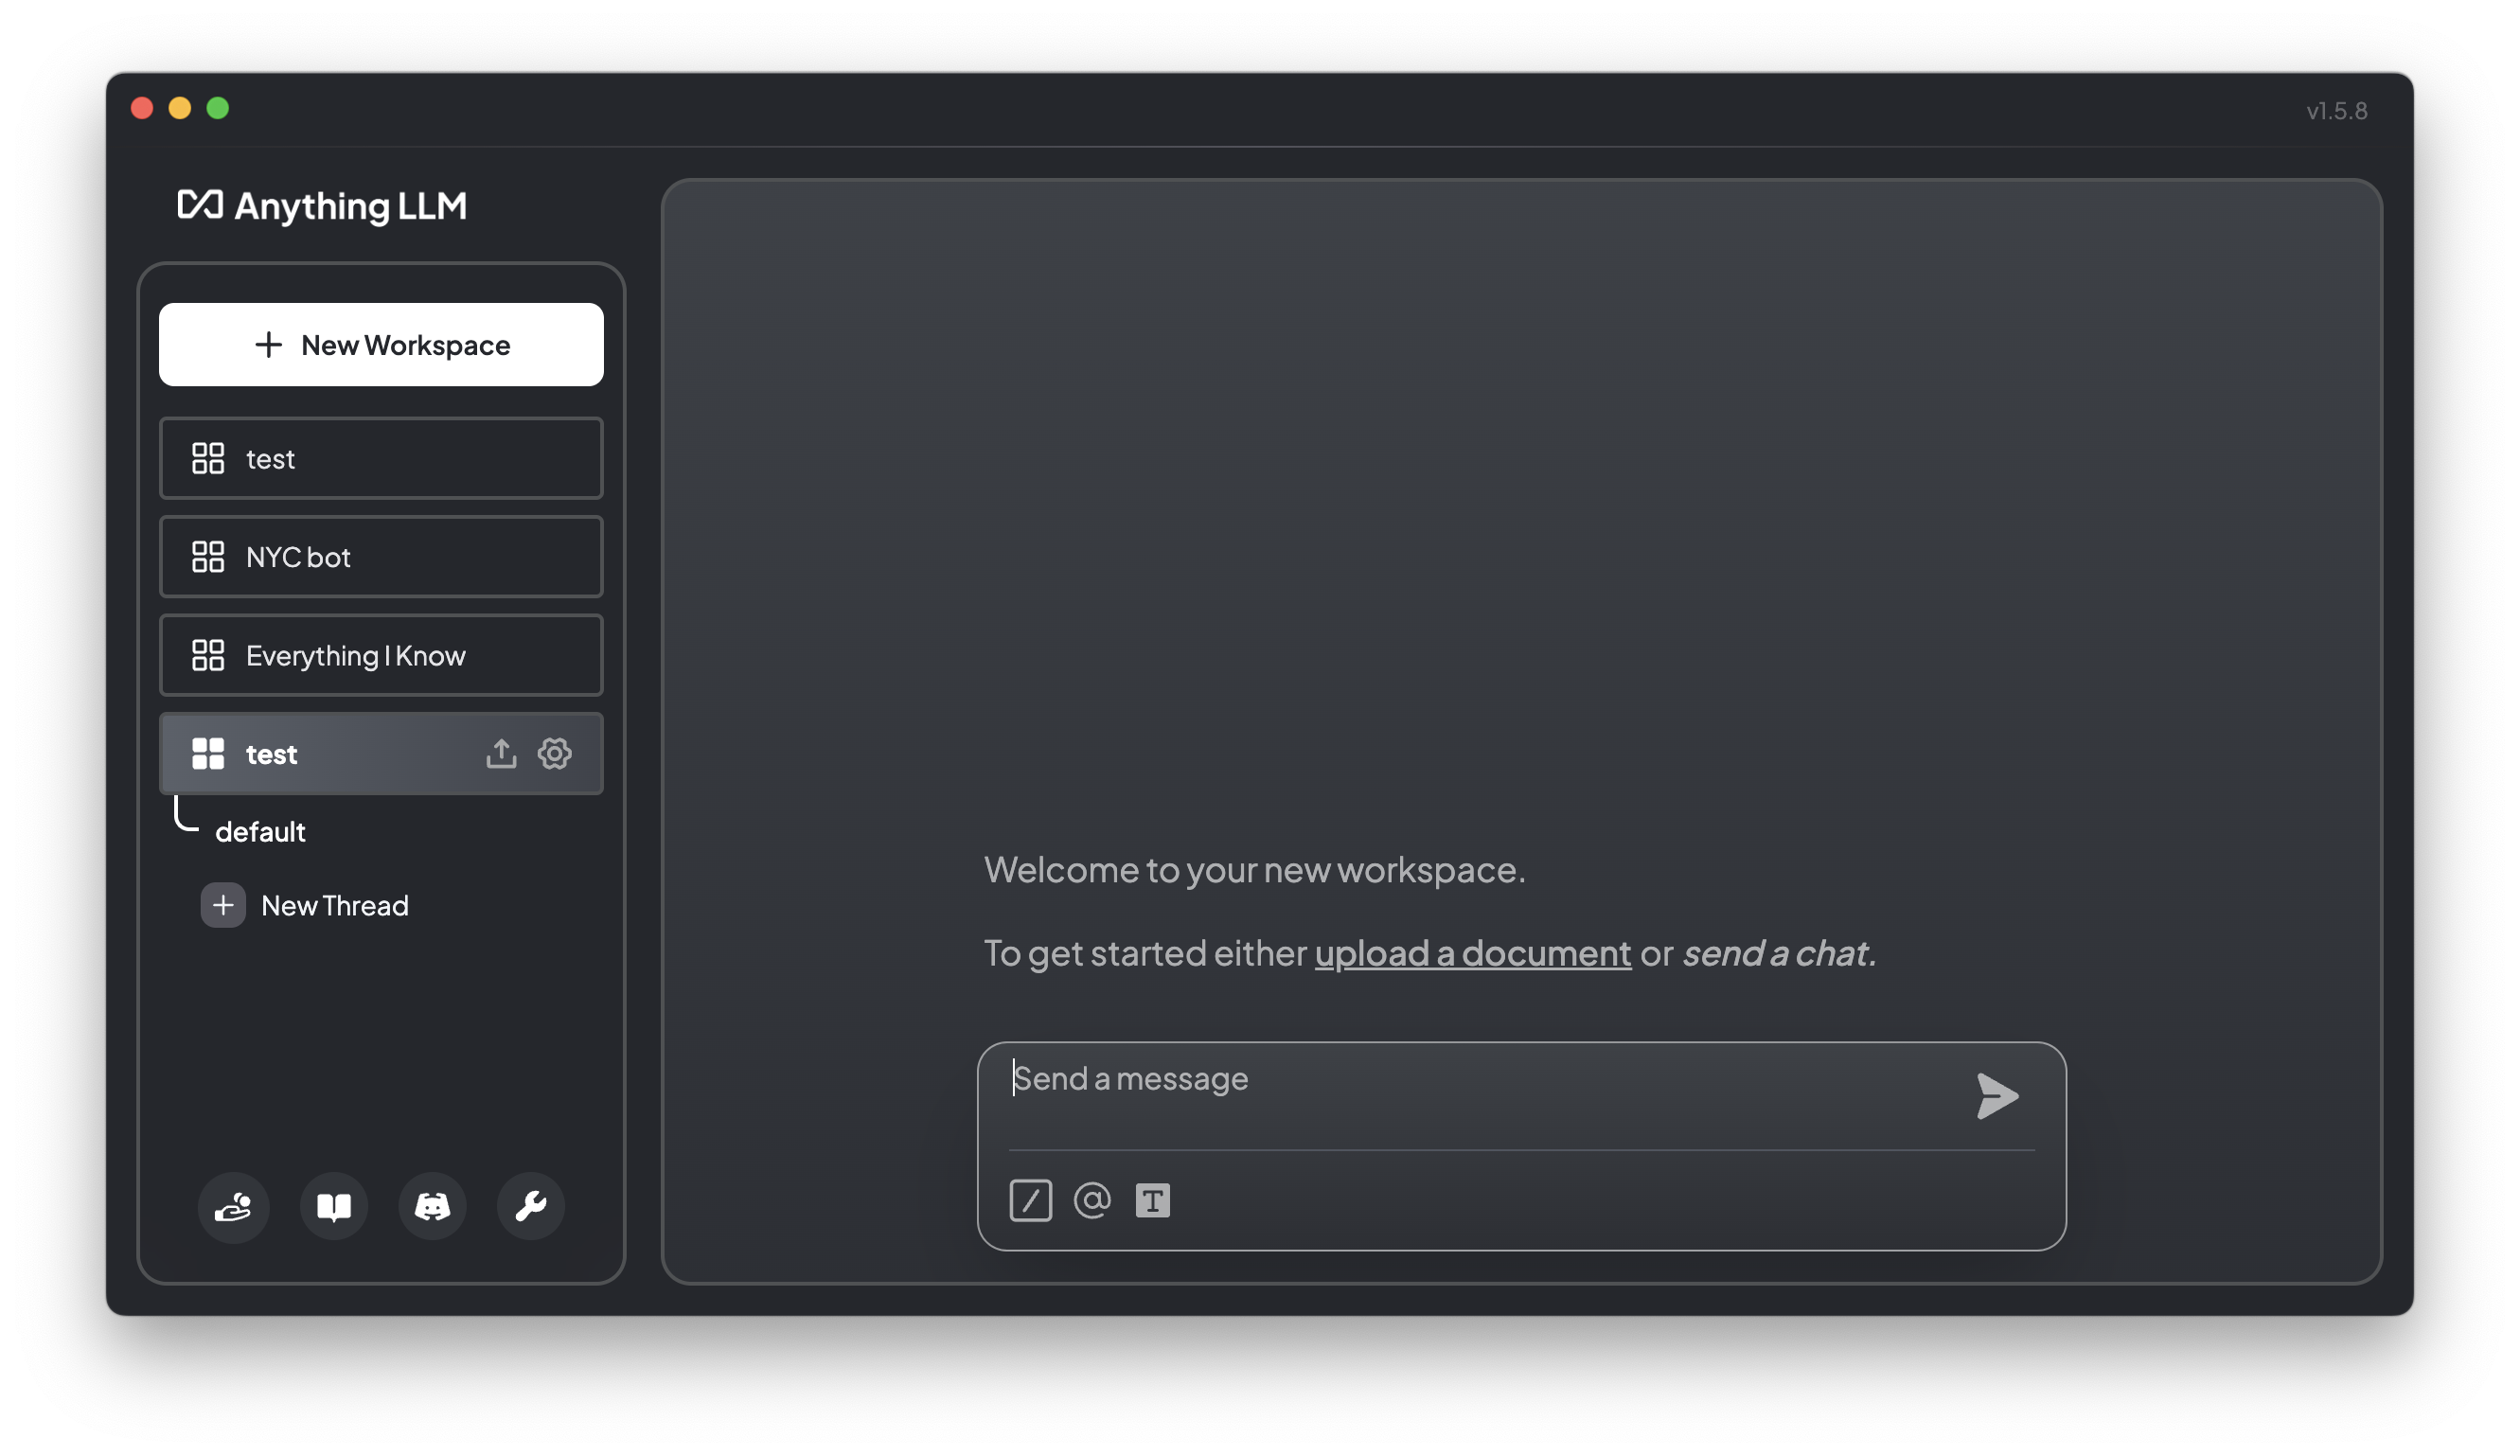 v1.5.8
Anything LLM
New Workspace
test
NYC bot
Everything I Know
test
default
New Thread
Welcome to your new workspace.
To get started either upload a document or send a chat.
Send a message
@
T